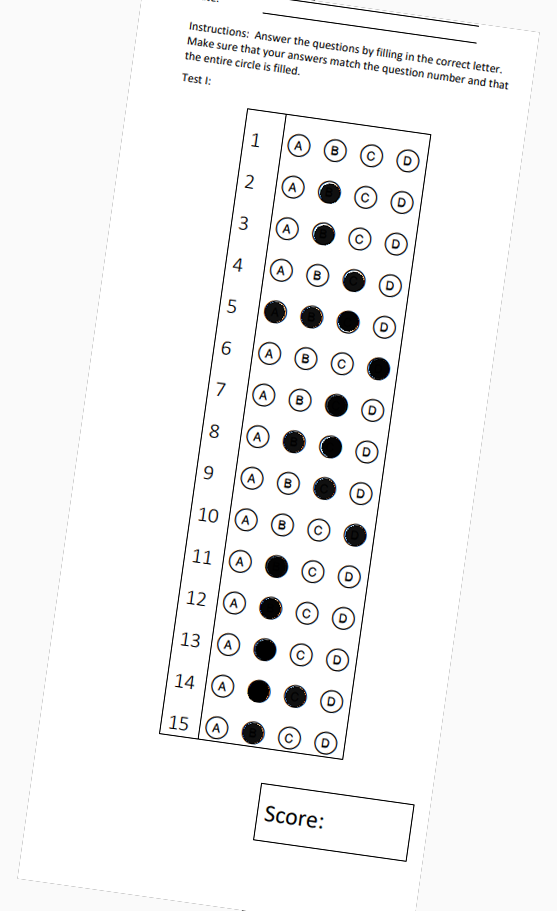 Instructions: Answer the questions by filling in the correct letter.
Make sure that your answers match the question number and that
the entire circle is filled.
Test I:
1 A B C D
2 A B C D
3 A B C D
4 A B C D
5 A B C D
6 A B C
7 A B D
8 A B D
9 A B C D
10 A B C D
11 A C D
12 A C D
13 A C D
14 A C D
15 A B C D
Score: